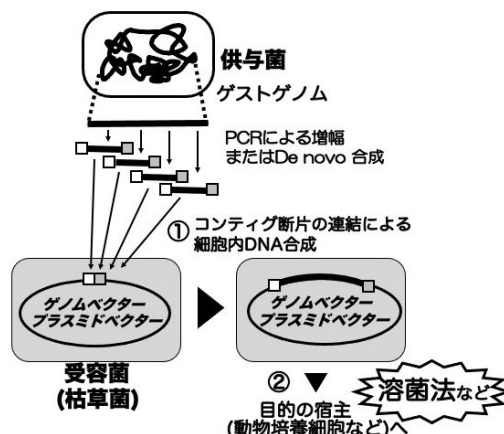 供与菌
ゲストゲノム
PCRによる増幅
またはDe novo 合成
① コンティグ断片の連結による
細胞内DNA合成
ゲノムベクター
プラスミドベクター
ゲノムベクター
プラスミドベクター
受容菌
(枯草菌)
②
溶菌法など
目的の宿主
(動物培養細胞など)へ